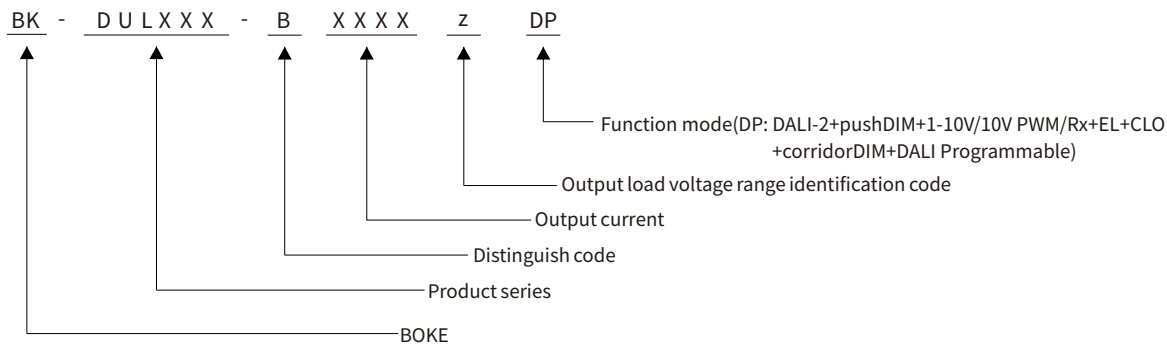 BK - DULXXX - B XXXX z DP
Function mode(DP: DALI-2+pushDIM+1-10V/10V PWM/Rx+EL+CLO
+corridorDIM+DALI Programmable)
Output load voltage range identification code
Output current
Distinguish code
Product series
BOKE